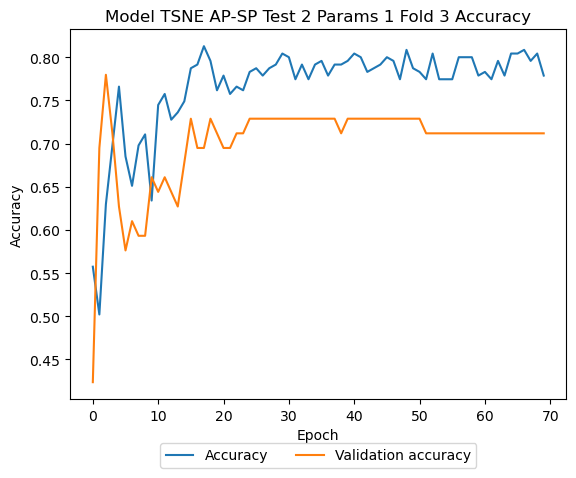 Model TSNE AP-SP Test 2 Params 1 Fold 3 Accuracy
0.80
0.75
0.70
0.65
0.60
0.55
0.50
0.45
Accuracy
0 10 20 30 40 50 60 70
Epoch
Accuracy Validation accuracy